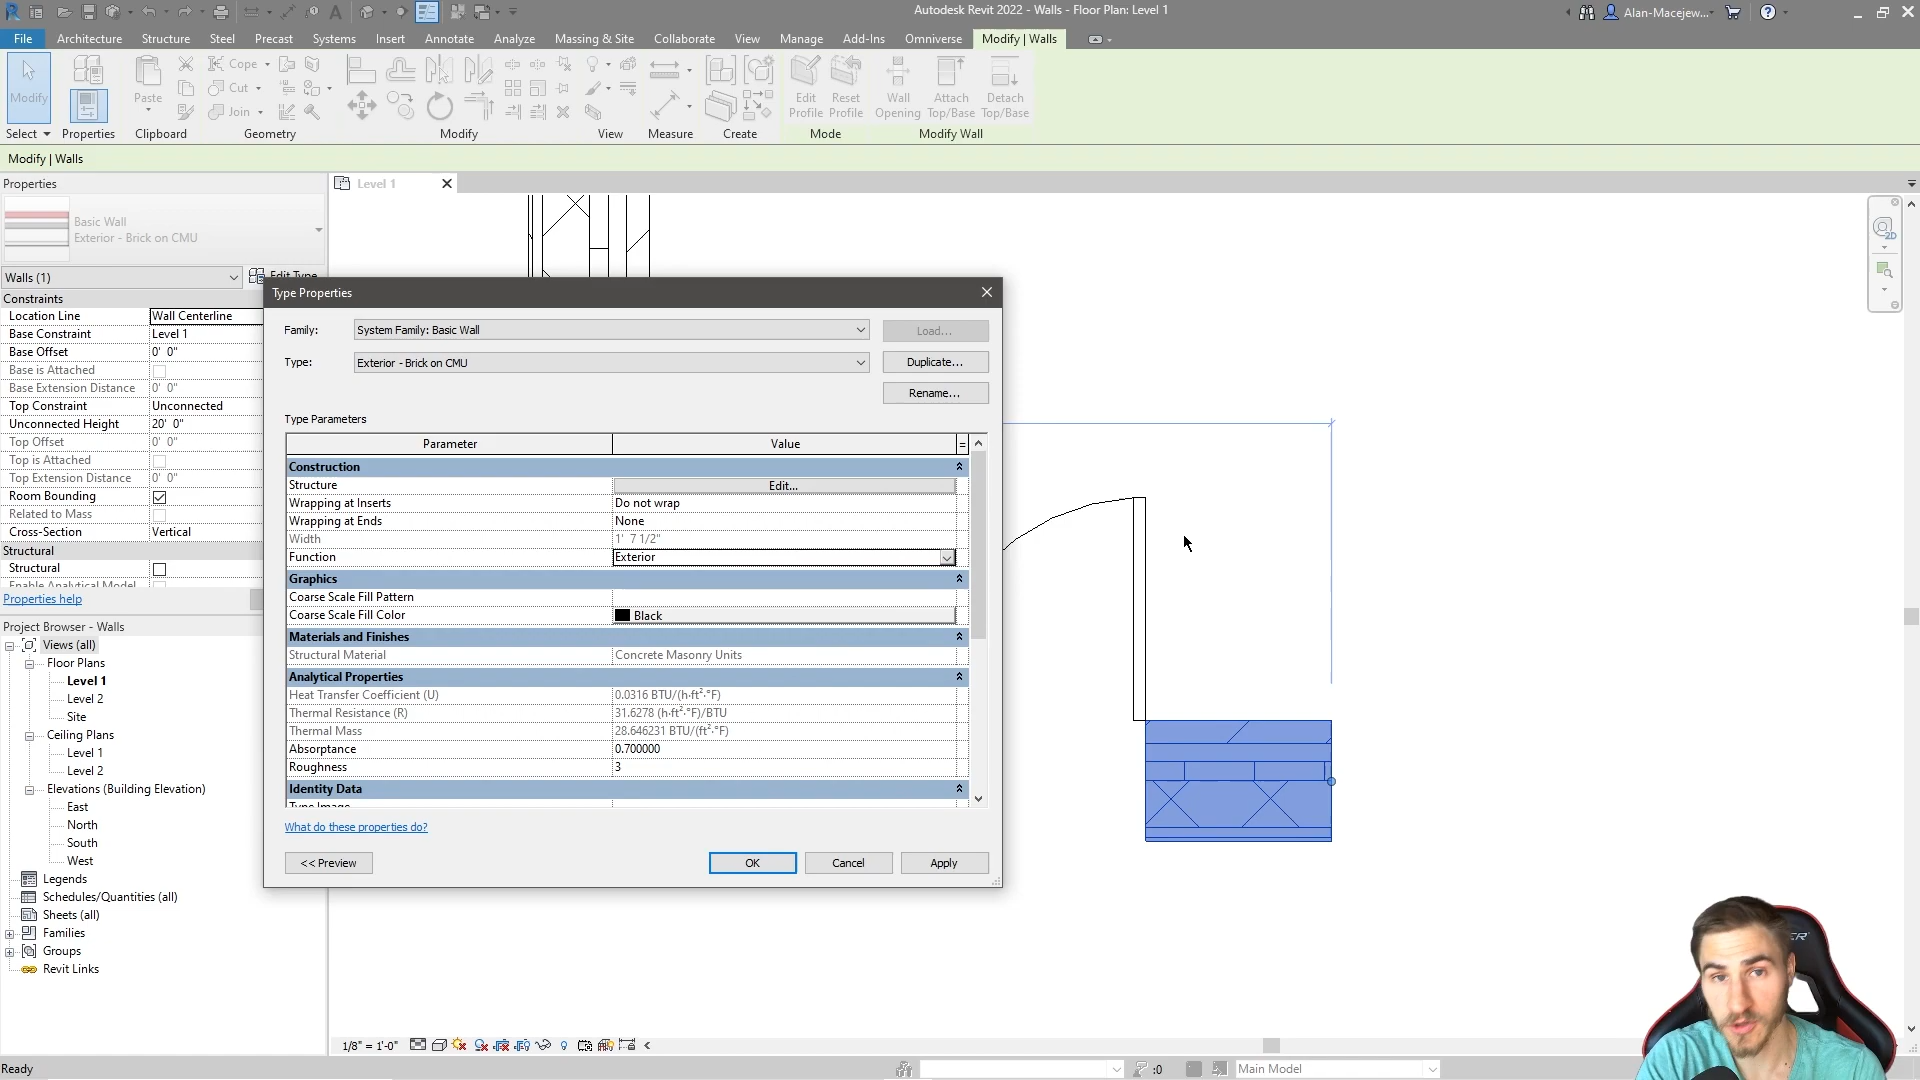 Autodesk Revit 2022 - Walls - Floor Plan: Level 1
Alan-Macejew...
File Architecture Structure Steel Precast Systems Insert Annotate Analyze Massing & Site Collaborate View Manage Add-Ins Omniverse Modify | Walls
Modify
Paste
Cope
Cut
Join
Edit Profile
Reset Profile
Wall Opening
Attach Top/Base
Detach Top/Base
Select Properties Clipboard Geometry Modify View Measure Create Mode Modify Wall
Modify | Walls
Properties
Basic Wall
Exterior - Brick on CMU
Walls (1)
Edit Type
Constraints
Location Line Wall Centerline
Base Constraint Level 1
Base Offset 0' 0"
Base is Attached
Base Extension Distance 0' 0"
Top Constraint Unconnected
Unconnected Height 20' 0"
Top Offset 0' 0"
Top is Attached
Top Extension Distance 0' 0"
Room Bounding
Related to Mass
Cross-Section Vertical
Structural
Structural
Enable Analytical Model
Properties help
Project Browser - Walls
Views (all)
Floor Plans
Level 1
Level 2
Site
Ceiling Plans
Level 1
Level 2
Elevations (Building Elevation)
East
North
South
West
Legends
Schedules/Quantities (all)
Sheets (all)
Families
Groups
Revit Links
Level 1
2D
Type Properties
Family: System Family: Basic Wall Load...
Type: Exterior - Brick on CMU Duplicate...
Rename...
Type Parameters
Parameter Value =
Construction
Structure Edit...
Wrapping at Inserts Do not wrap
Wrapping at Ends None
Width 1' 7 1/2"
Function Exterior
Graphics
Coarse Scale Fill Pattern
Coarse Scale Fill Color Black
Materials and Finishes
Structural Material Concrete Masonry Units
Analytical Properties
Heat Transfer Coefficient (U) 0.0316 BTU/(h·ft²·°F)
Thermal Resistance (R) 31.6278 (h·ft²·°F)/BTU
Thermal Mass 28.646231 BTU/(ft²·°F)
Absorptance 0.700000
Roughness 3
Identity Data
Type Image
What do these properties do?
<< Preview OK Cancel Apply
1/8" = 1'-0"
Ready
:0
Main Model